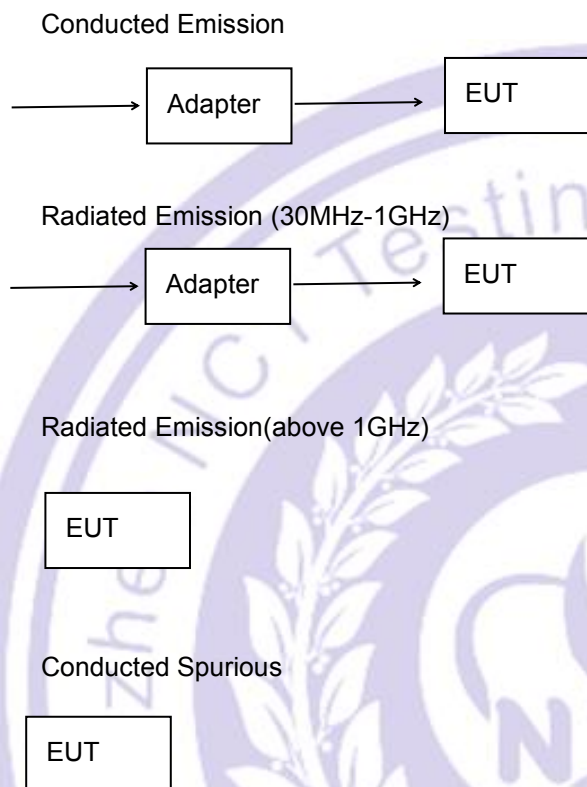 Conducted Emission
Adapter
EUT
Radiated Emission (30MHz-1GHz)
Adapter
EUT
Radiated Emission(above 1GHz)
EUT
Conducted Spurious
EUT